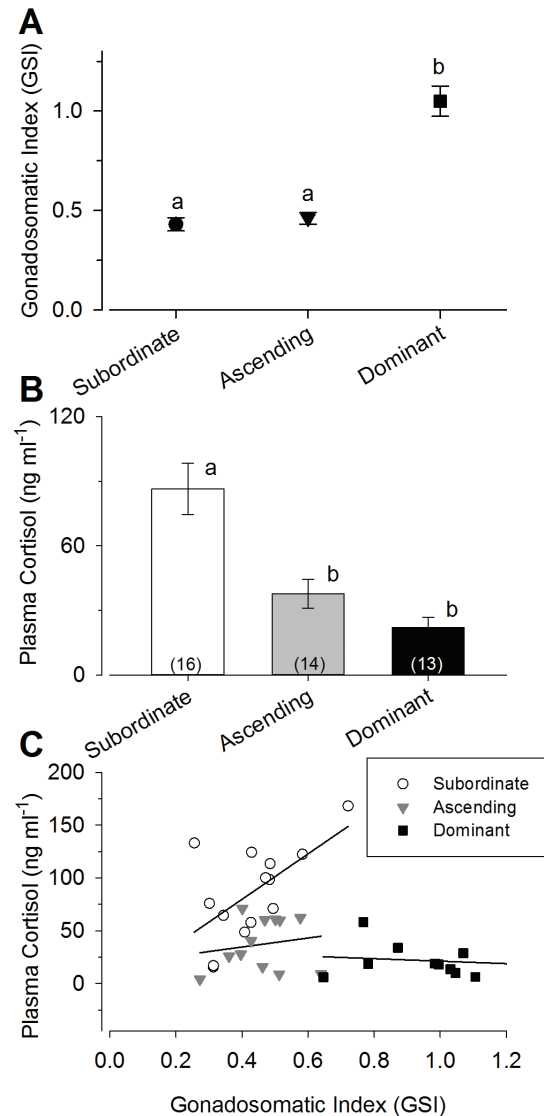 A
Gonadosomatic Index (GSI)
1.0
0.5
0.0
a
a
b
Subordinate
Ascending
Dominant
B
Plasma Cortisol (ng ml⁻¹)
120
60
0
a
b
b
(16)
(14)
(13)
Subordinate
Ascending
Dominant
C
Plasma Cortisol (ng ml⁻¹)
200
150
100
50
0
Subordinate
Ascending
Dominant
0.0 0.2 0.4 0.6 0.8 1.0 1.2
Gonadosomatic Index (GSI)